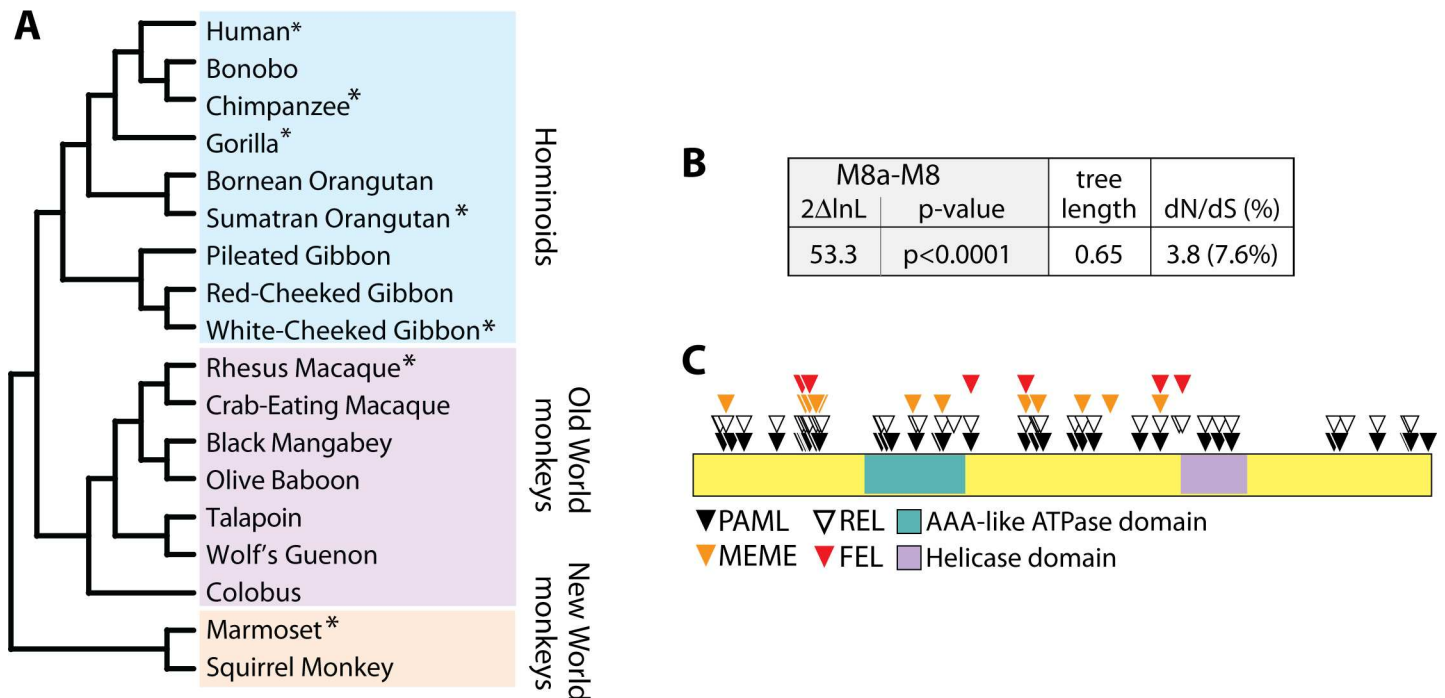 A
Human*
Bonobo
Chimpanzee*
Gorilla*
Bornean Orangutan
Sumatran Orangutan*
Pileated Gibbon
Red-Cheeked Gibbon
White-Cheeked Gibbon*
Hominoids
Rhesus Macaque*
Crab-Eating Macaque
Black Mangabey
Olive Baboon
Talapoin
Wolf's Guenon
Colobus
Old World
monkeys
Marmoset*
Squirrel Monkey
New World
monkeys
B
M8a-M8
tree
length
dN/dS (%)
2ΔlnL
p-value
53.3
p<0.0001
0.65
3.8 (7.6%)
C
PAML
REL
AAA-like ATPase domain
MEME
FEL
Helicase domain